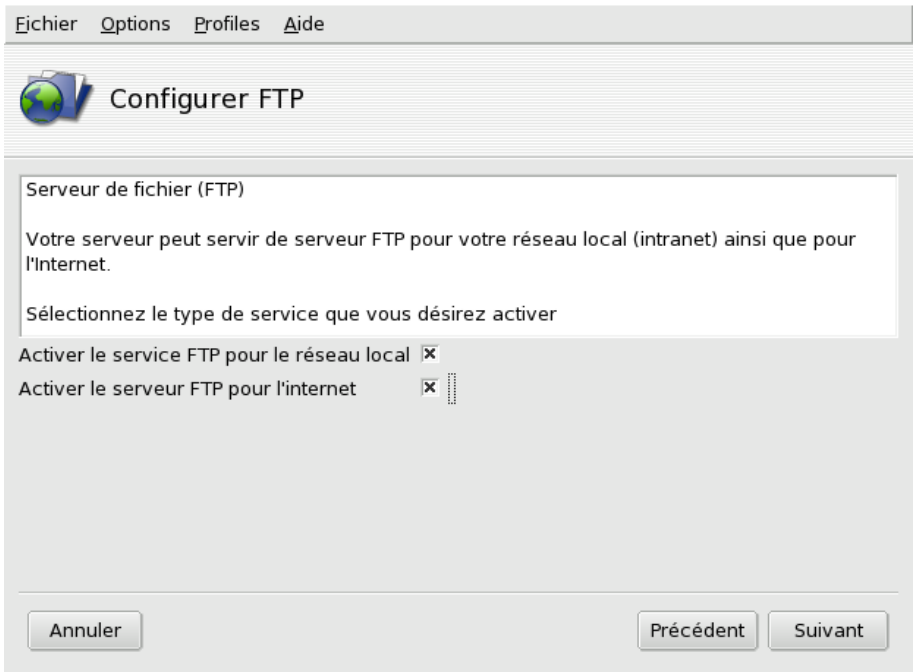 Fichier Options Profiles Aide
Configurer FTP
Serveur de fichier (FTP)
Votre serveur peut servir de serveur FTP pour votre réseau local (intranet) ainsi que pour
l'Internet.
Sélectionnez le type de service que vous désirez activer
Activer le service FTP pour le réseau local
Activer le serveur FTP pour l'internet
Annuler Précédent Suivant